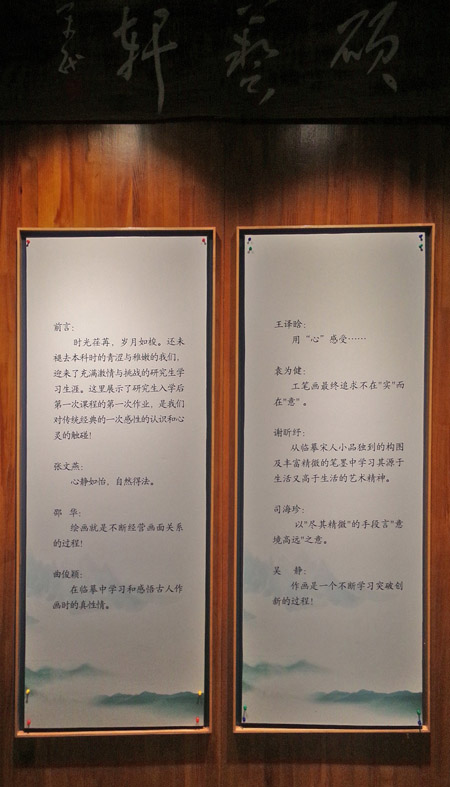 硕藝轩
前言：
时光荏苒，岁月如梭。还未
褪去本科时的青涩与稚嫩的我们，
迎来了充满激情与挑战的研究生学
习生涯。这里展示了研究生入学后
第一次课程的第一次作业，是我们
对传统经典的一次感性的认识和心
灵的触碰！
张文燕：
心静如怡，自然得法。
邵 华：
绘画就是不断经营画面关系
的过程！
曲俊颖：
在临摹中学习和感悟古人作
画时的真性情。
王译晗：
用“心”感受……
袁为健：
工笔画最终追求不在"实"而
在"意"。
谢昕纾：
从临摹宋人小品独到的构图
及丰富精微的笔墨中学习其源于
生活又高于生活的艺术精神。
司海珍：
以"尽其精微"的手段言"意
境高远"之意。
吴 静：
作画是一个不断学习突破创
新的过程！